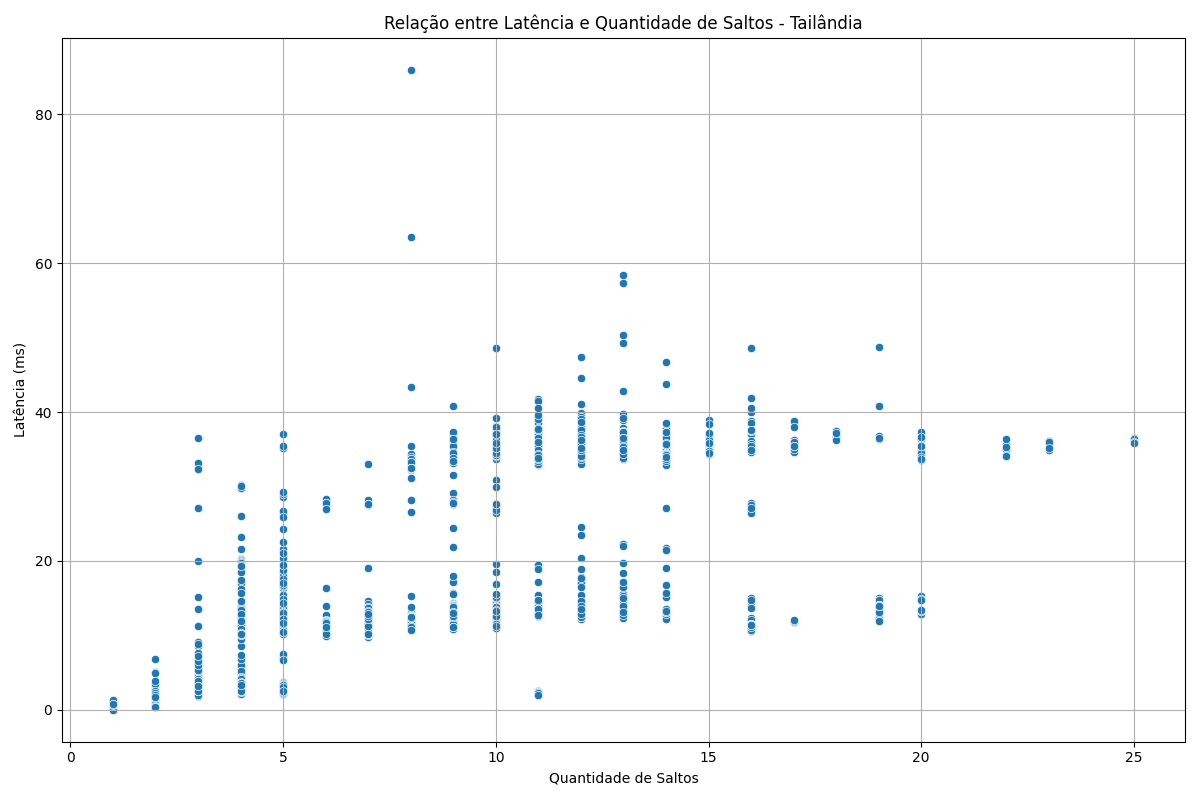 Relação entre Latência e Quantidade de Saltos - Tailândia
Latência (ms)
80
60
40
20
0
0 5 10 15 20 25
Quantidade de Saltos